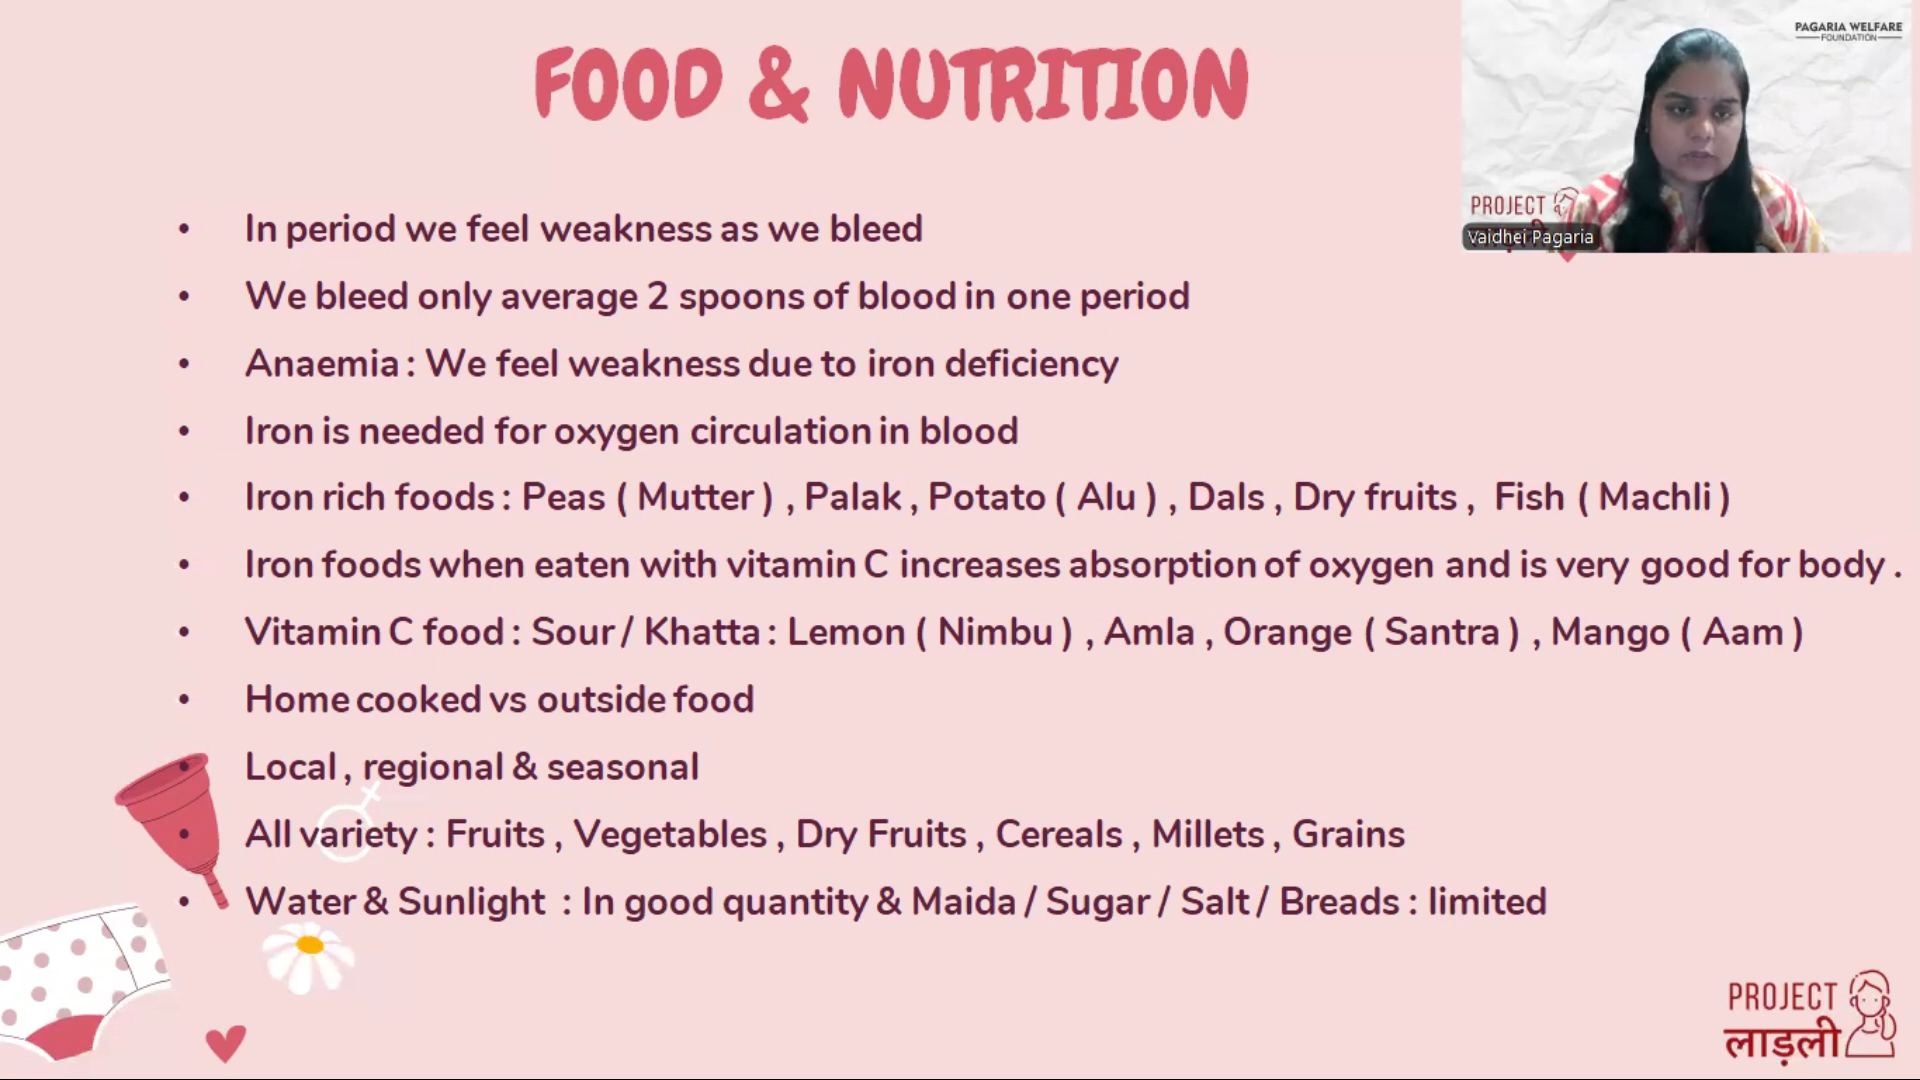 FOOD & NUTRITION
PAGARIA WELFARE
FOUNDATION
PROJECT
Vaidhei Pagaria
• In period we feel weakness as we bleed
• We bleed only average 2 spoons of blood in one period
• Anaemia : We feel weakness due to iron deficiency
• Iron is needed for oxygen circulation in blood
• Iron rich foods : Peas ( Mutter ) , Palak , Potato ( Alu ) , Dals , Dry fruits , Fish ( Machli )
• Iron foods when eaten with vitamin C increases absorption of oxygen and is very good for body .
• Vitamin C food : Sour / Khatta : Lemon ( Nimbu ) , Amla , Orange ( Santra ) , Mango ( Aam )
• Home cooked vs outside food
• Local , regional & seasonal
• All variety : Fruits , Vegetables , Dry Fruits , Cereals , Millets , Grains
• Water & Sunlight : In good quantity & Maida / Sugar / Salt / Breads : limited
PROJECT
लाड़ली